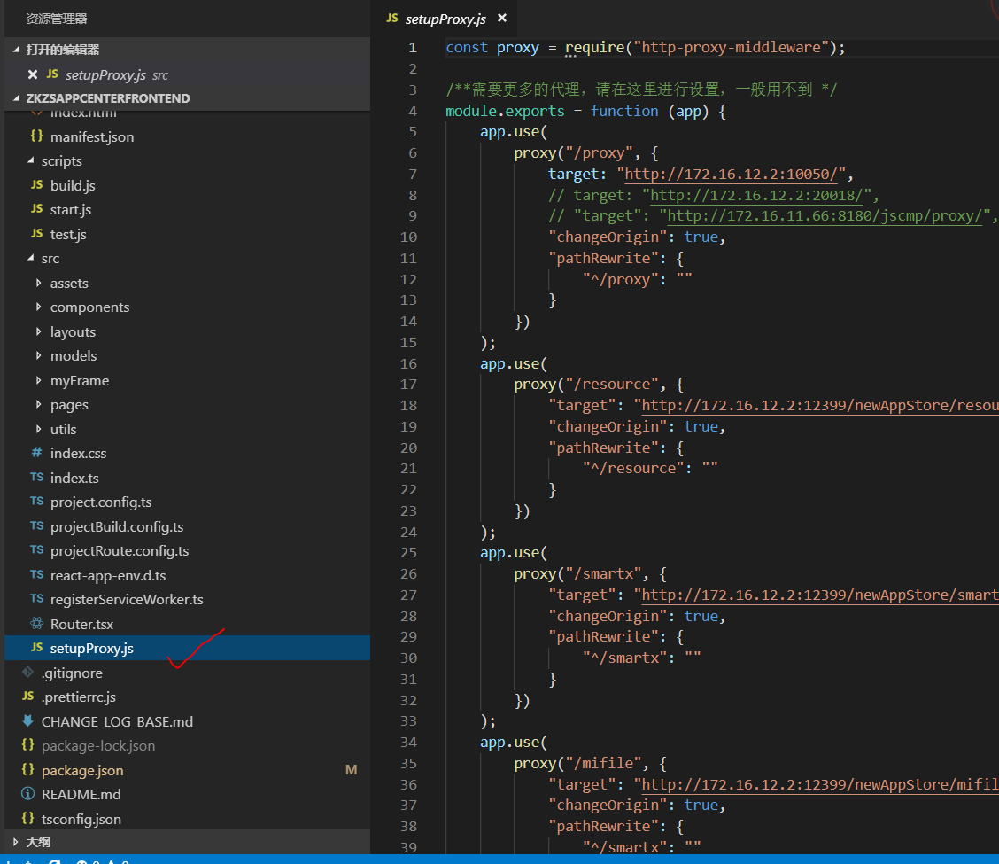 资源管理器
打开的编辑器
JS setupProxy.js src
ZKZSAPPCENTERFRONTEND
index.html
{} manifest.json
scripts
JS build.js
JS start.js
JS test.js
src
assets
components
layouts
models
myFrame
pages
utils
# index.css
TS index.ts
TS project.config.ts
TS projectBuild.config.ts
TS projectRoute.config.ts
TS react-app-env.d.ts
TS registerServiceWorker.ts
Router.tsx
JS setupProxy.js
.gitignore
JS .prettierrc.js
CHANGE_LOG_BASE.md
{} package-lock.json
{} package.json M
README.md
{} tsconfig.json
大纲
JS setupProxy.js
1 const proxy = require("http-proxy-middleware");
2
3 /**需要更多的代理，请在这里进行设置，一般用不到 */
4 module.exports = function (app) {
5 app.use(
6 proxy("/proxy", {
7 target: "http://172.16.12.2:10050/",
8 // target: "http://172.16.12.2:20018/",
9 // "target": "http://172.16.11.66:8180/jscmp/proxy/",
10 "changeOrigin": true,
11 "pathRewrite": {
12 "^/proxy": ""
13 }
14 })
15 );
16 app.use(
17 proxy("/resource", {
18 "target": "http://172.16.12.2:12399/newAppStore/resou
19 "changeOrigin": true,
20 "pathRewrite": {
21 "^/resource": ""
22 }
23 })
24 );
25 app.use(
26 proxy("/smartx", {
27 "target": "http://172.16.12.2:12399/newAppStore/smart
28 "changeOrigin": true,
29 "pathRewrite": {
30 "^/smartx": ""
31 }
32 })
33 );
34 app.use(
35 proxy("/mifile", {
36 "target": "http://172.16.12.2:12399/newAppStore/mifil
37 "changeOrigin": true,
38 "pathRewrite": {
39 "^/smartx": ""